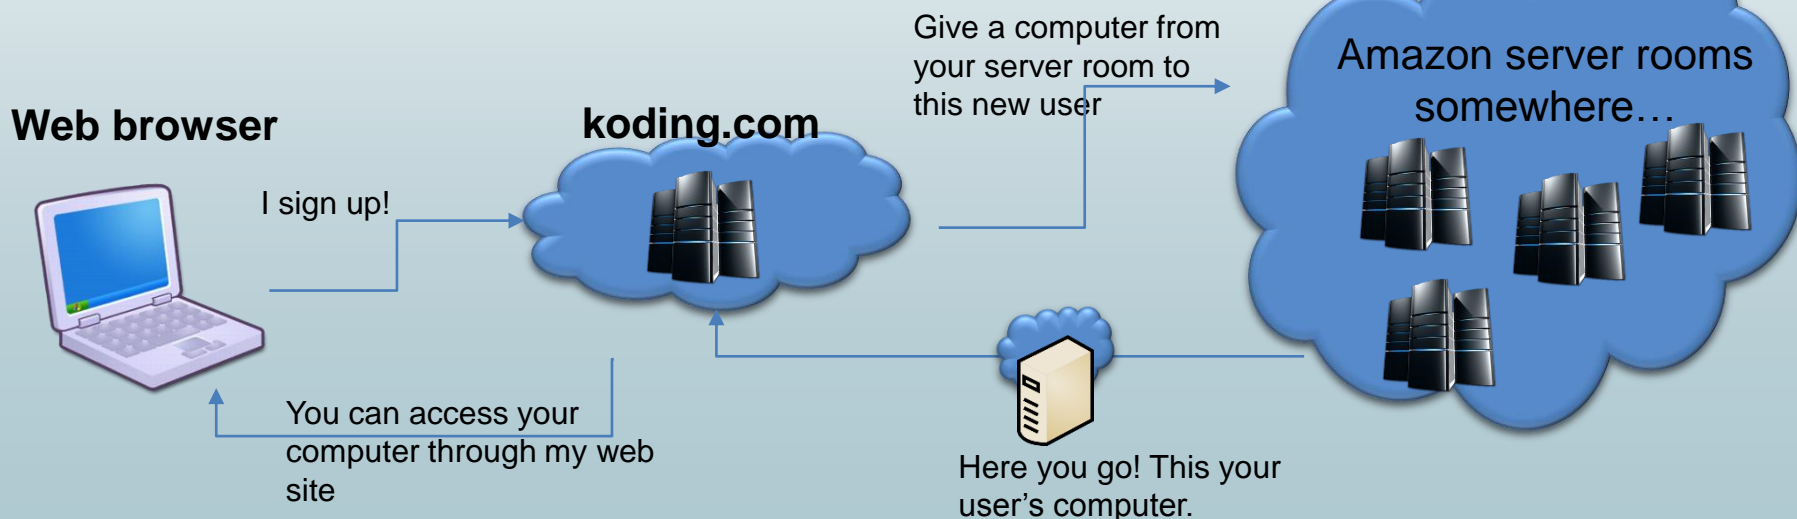 Web browser
I sign up!
koding.com
Give a computer from
your server room to
this new user
Amazon server rooms
somewhere…
Here you go! This your
user’s computer.
You can access your
computer through my web
site